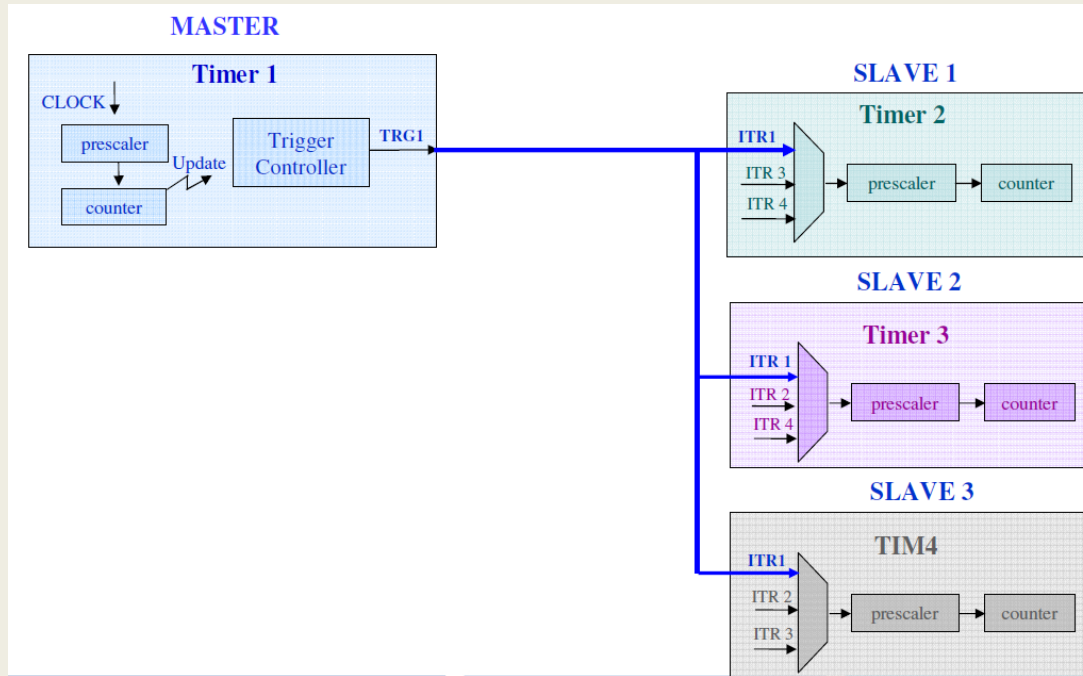 MASTER
Timer 1
CLOCK
prescaler
Update
counter
Trigger
Controller
TRG1
SLAVE 1
Timer 2
ITR1
ITR 3
ITR 4
prescaler
counter
SLAVE 2
Timer 3
ITR 1
ITR 2
ITR 4
prescaler
counter
SLAVE 3
TIM4
ITR1
ITR 2
ITR 3
prescaler
counter